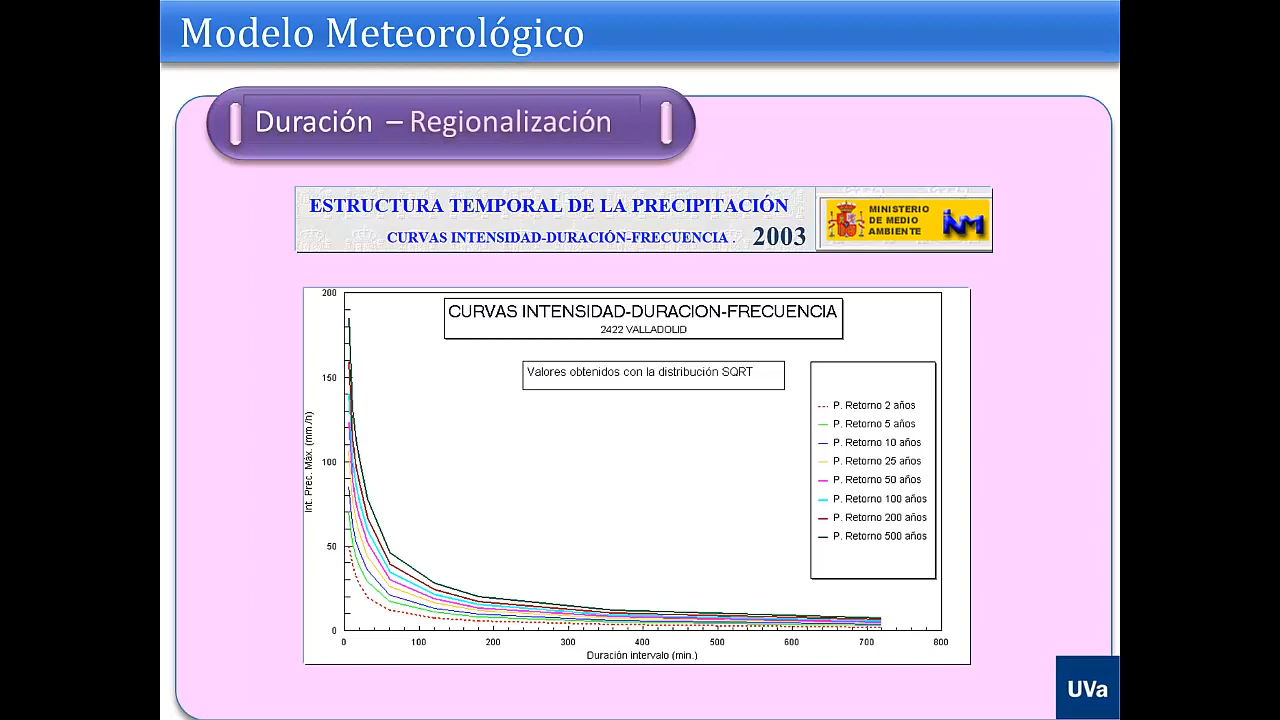 Modelo Meteorológico
Duración – Regionalización
ESTRUCTURA TEMPORAL DE LA PRECIPITACIÓN
CURVAS INTENSIDAD-DURACIÓN-FRECUENCIA . 2003
MINISTERIO
DE MEDIO
AMBIENTE
INM
CURVAS INTENSIDAD-DURACION-FRECUENCIA
2422 VALLADOLID
Valores obtenidos con la distribución SQRT
P. Retorno 2 años
P. Retorno 5 años
P. Retorno 10 años
P. Retorno 25 años
P. Retorno 50 años
P. Retorno 100 años
P. Retorno 200 años
P. Retorno 500 años
Int. Prec. Máx. (mm./h)
200
150
100
50
0
0 100 200 300 400 500 600 700 800
Duración intervalo (min.)
UVa